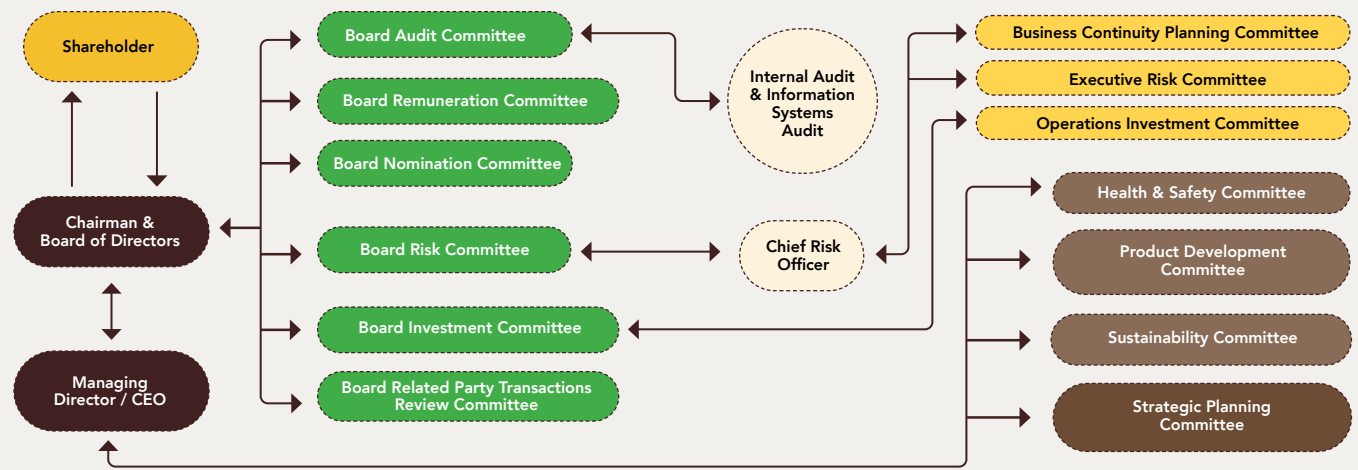 Shareholder
Chairman &
Board of Directors
Managing
Director / CEO
Board Audit Committee
Board Remuneration Committee
Board Nomination Committee
Board Risk Committee
Board Investment Committee
Board Related Party Transactions
Review Committee
Internal Audit
& Information
Systems
Audit
Chief Risk
Officer
Business Continuity Planning Committee
Executive Risk Committee
Operations Investment Committee
Health & Safety Committee
Product Development
Committee
Sustainability Committee
Strategic Planning
Committee